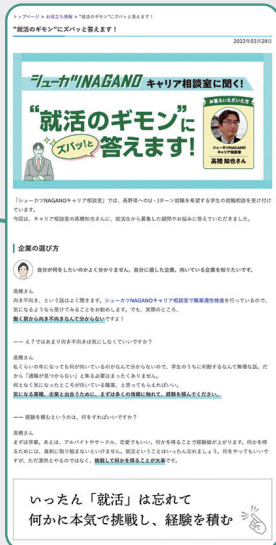 トップページ » お役立ち情報 » "就活のギモン"にズバッと答えます!
"就活のギモン"にズバッと答えます!
2023年03月28日
シューカツNAGANO キャリア相談室に聞く!
"就活のギモン"に
ズバッ!と 答えます!
お答えいただいた方
シューカツNAGANO
キャリア相談室
高橋 知也さん
「シューカツNAGANOキャリア相談室」では、長野県へのU・Iターン就職を希望する学生の就職相談を受け付け
ています。
今回は、キャリア相談室の高橋知也さんに、就活生から募集した疑問やお悩みに答えていただきました。
企業の選び方
自分が何をしたいのかよく分かりません。自分に適した企業、向いている企業を知りたいです。
高橋さん
向き不向き、という話はよく聞きます。シューカツNAGANOキャリア相談室で職業適性検査を行っているので、
気になるようなら受けてみることをお勧めします。でも、実際のところ、
働く前から向き不向きなんて分からないですよ!
—— え?ではあまり向き不向きは気にしなくていいですか?
高橋さん
私くらいの年になっても何が向いているのかなんて分からないので、学生のうちに判断するなんて無理な話。だ
から「適職が見つからない」と焦る必要はまったくありません。
何となく気になったところが向いている職業、と思ってもらえればいい。
気になる業種、企業と出会うために、まずは多くの情報に触れて、経験を積んでください。
—— 経験を積むというのは、何をすればいいですか?
高橋さん
まずは学業。あとは、アルバイトやサークル、恋愛でもいい。何かを得ることで経験値が上がります。何かを得
るためには、真剣に取り組まないといけません。就活ということはいったん忘れましょう。何をやってもいいで
すが、ただ漠然とやるのではなく、挑戦して何かを得ることが大事です。
いったん「就活」は忘れて
何かに本気で挑戦し、経験を積む